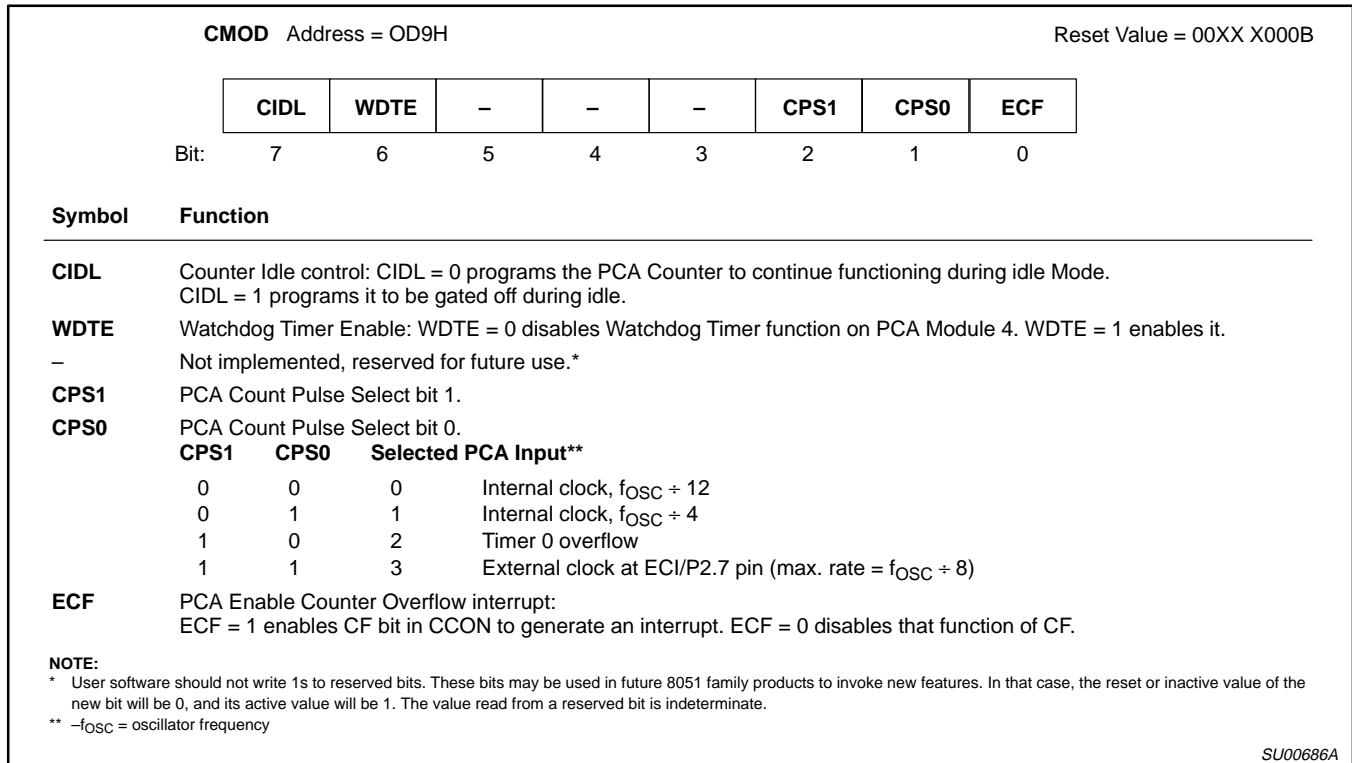 CMOD Address = OD9H Reset Value = 00XX X000B
CIDL WDTE – – – CPS1 CPS0 ECF
Bit: 7 6 5 4 3 2 1 0
Symbol Function
CIDL Counter Idle control: CIDL = 0 programs the PCA Counter to continue functioning during idle Mode.
CIDL = 1 programs it to be gated off during idle.
WDTE Watchdog Timer Enable: WDTE = 0 disables Watchdog Timer function on PCA Module 4. WDTE = 1 enables it.
– Not implemented, reserved for future use.*
CPS1 PCA Count Pulse Select bit 1.
CPS0 PCA Count Pulse Select bit 0.
CPS1 CPS0 Selected PCA Input**
0 0 0 Internal clock, fOSC ÷ 12
0 1 1 Internal clock, fOSC ÷ 4
1 0 2 Timer 0 overflow
1 1 3 External clock at ECI/P2.7 pin (max. rate = fOSC ÷ 8)
ECF PCA Enable Counter Overflow interrupt:
ECF = 1 enables CF bit in CCON to generate an interrupt. ECF = 0 disables that function of CF.
NOTE:
* User software should not write 1s to reserved bits. These bits may be used in future 8051 family products to invoke new features. In that case, the reset or inactive value of the
new bit will be 0, and its active value will be 1. The value read from a reserved bit is indeterminate.
** –fOSC = oscillator frequency
SU00686A